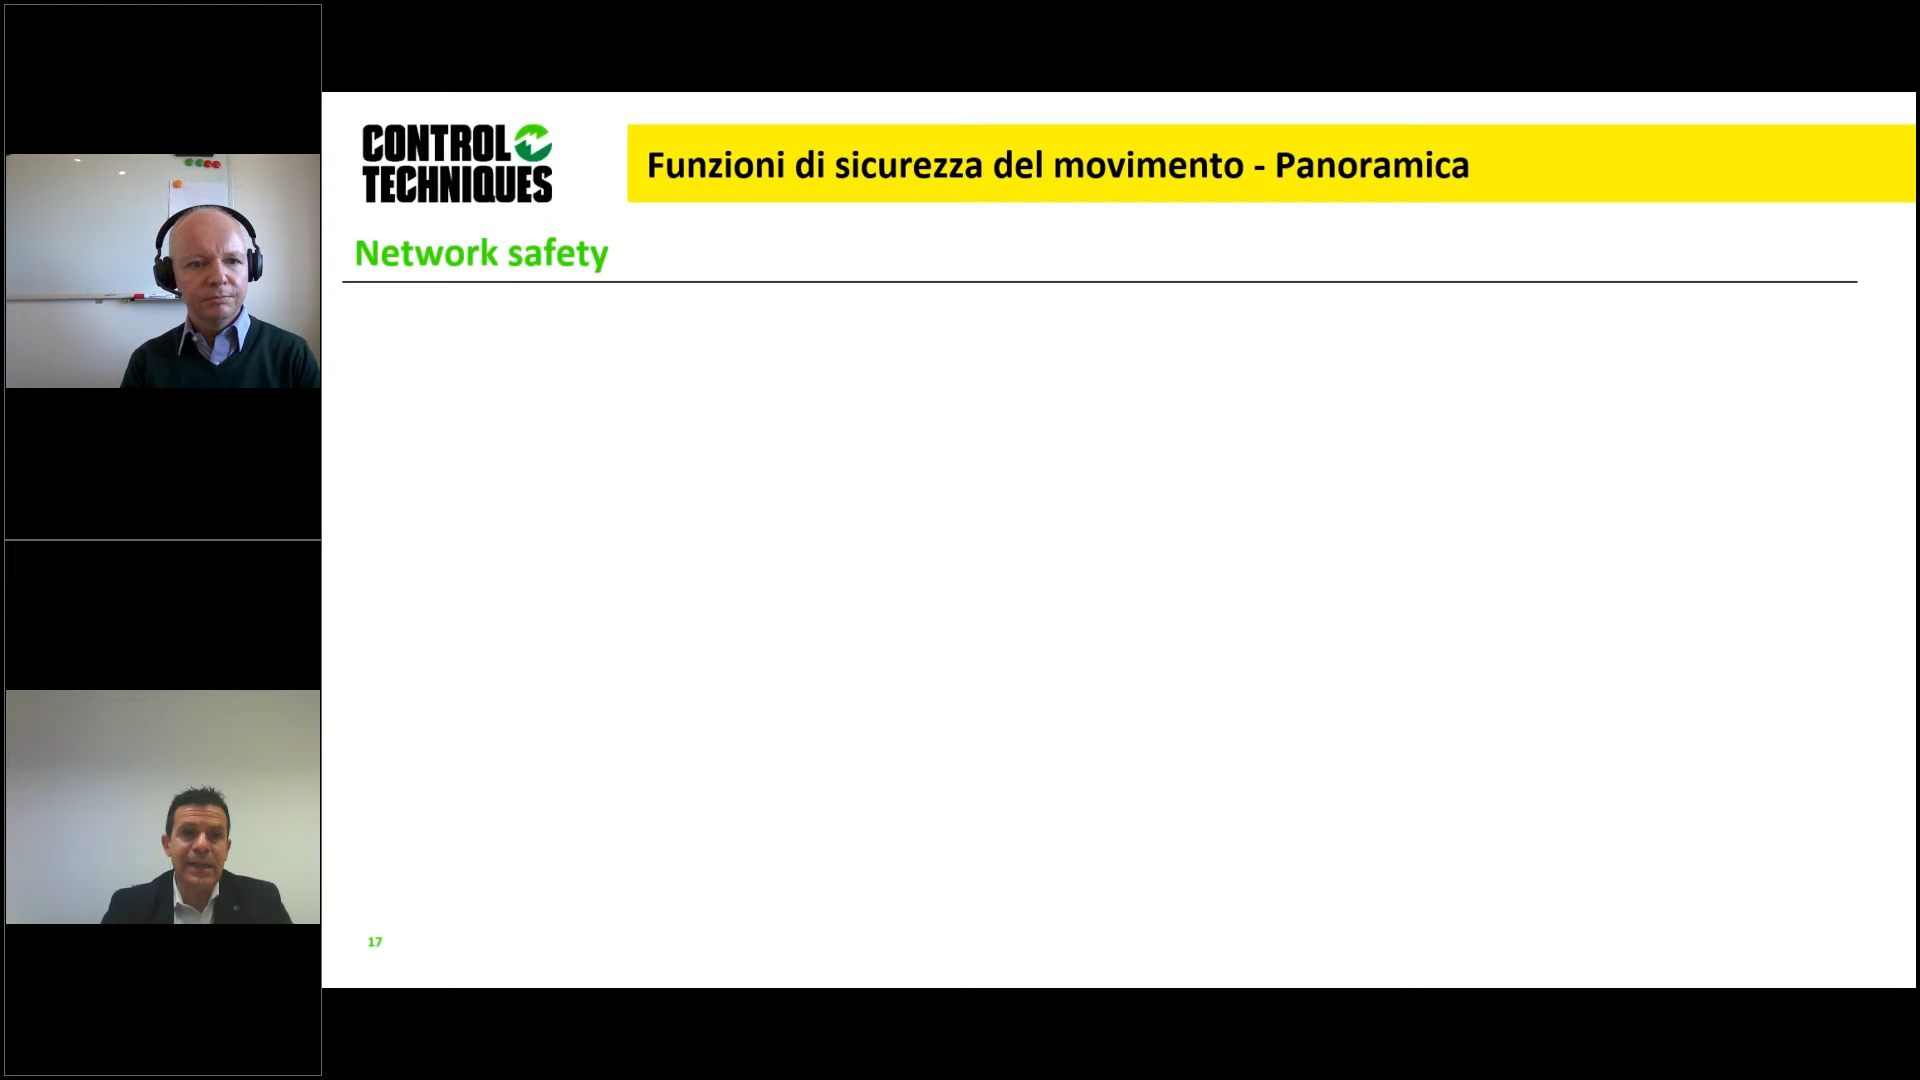 CONTROL
TECHNIQUES
Funzioni di sicurezza del movimento - Panoramica
Network safety
17